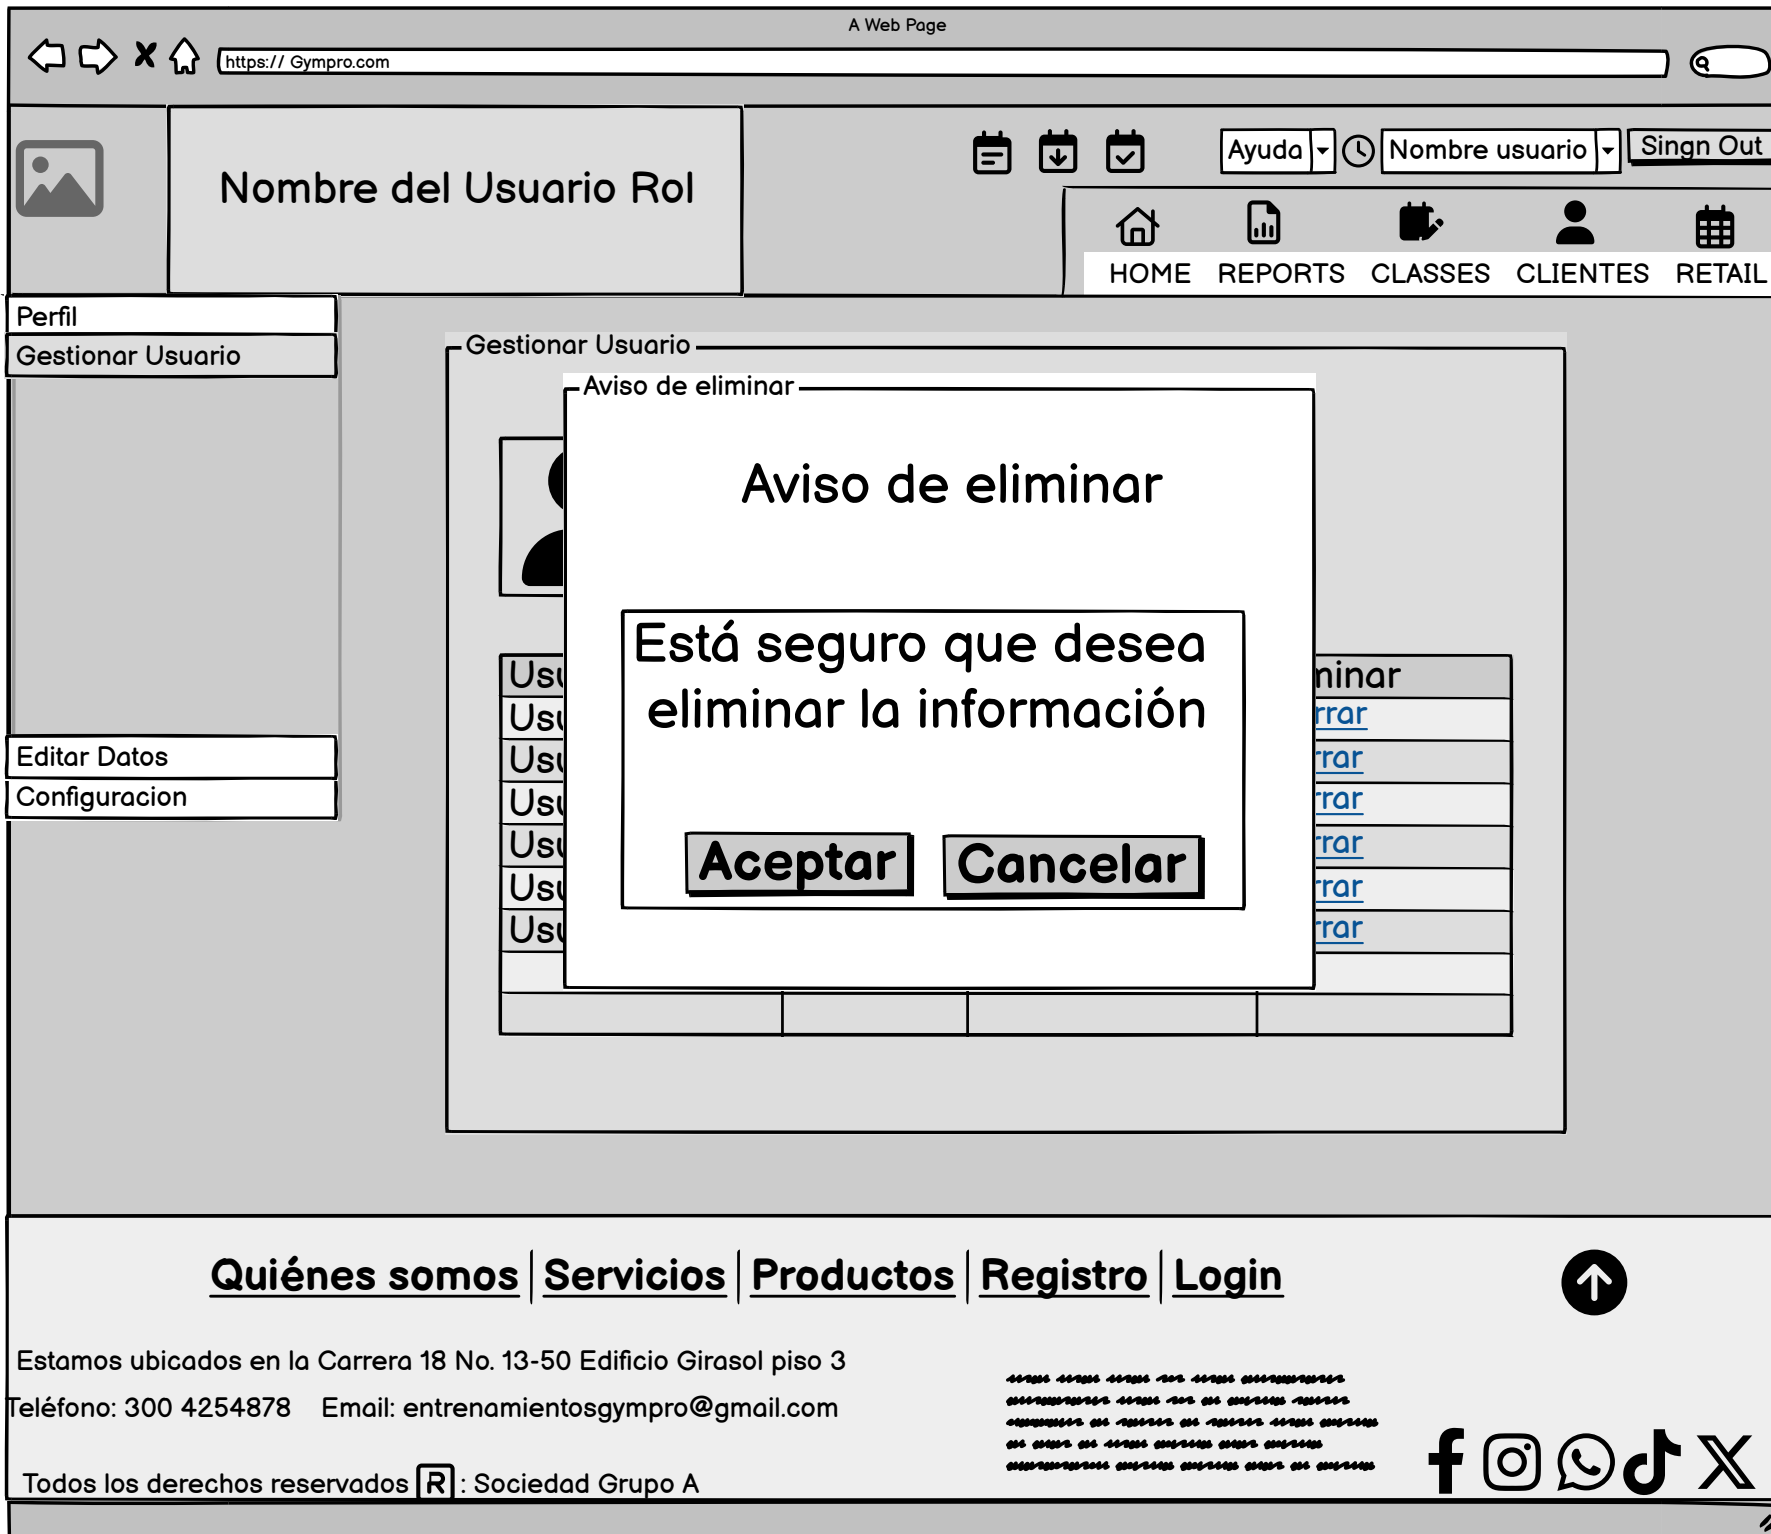 A Web Page
https:// Gympro.com
Nombre del Usuario Rol
Ayuda
Nombre usuario
Singn Out
HOME REPORTS CLASSES CLIENTES RETAIL
Perfil
Gestionar Usuario
Editar Datos
Configuracion
Gestionar Usuario
Aviso de eliminar
Aviso de eliminar
Está seguro que desea
eliminar la información
Aceptar Cancelar
Quiénes somos Servicios Productos Registro Login
Estamos ubicados en la Carrera 18 No. 13-50 Edificio Girasol piso 3
Teléfono: 300 4254878 Email: entrenamientosgympro@gmail.com
Todos los derechos reservados R : Sociedad Grupo A